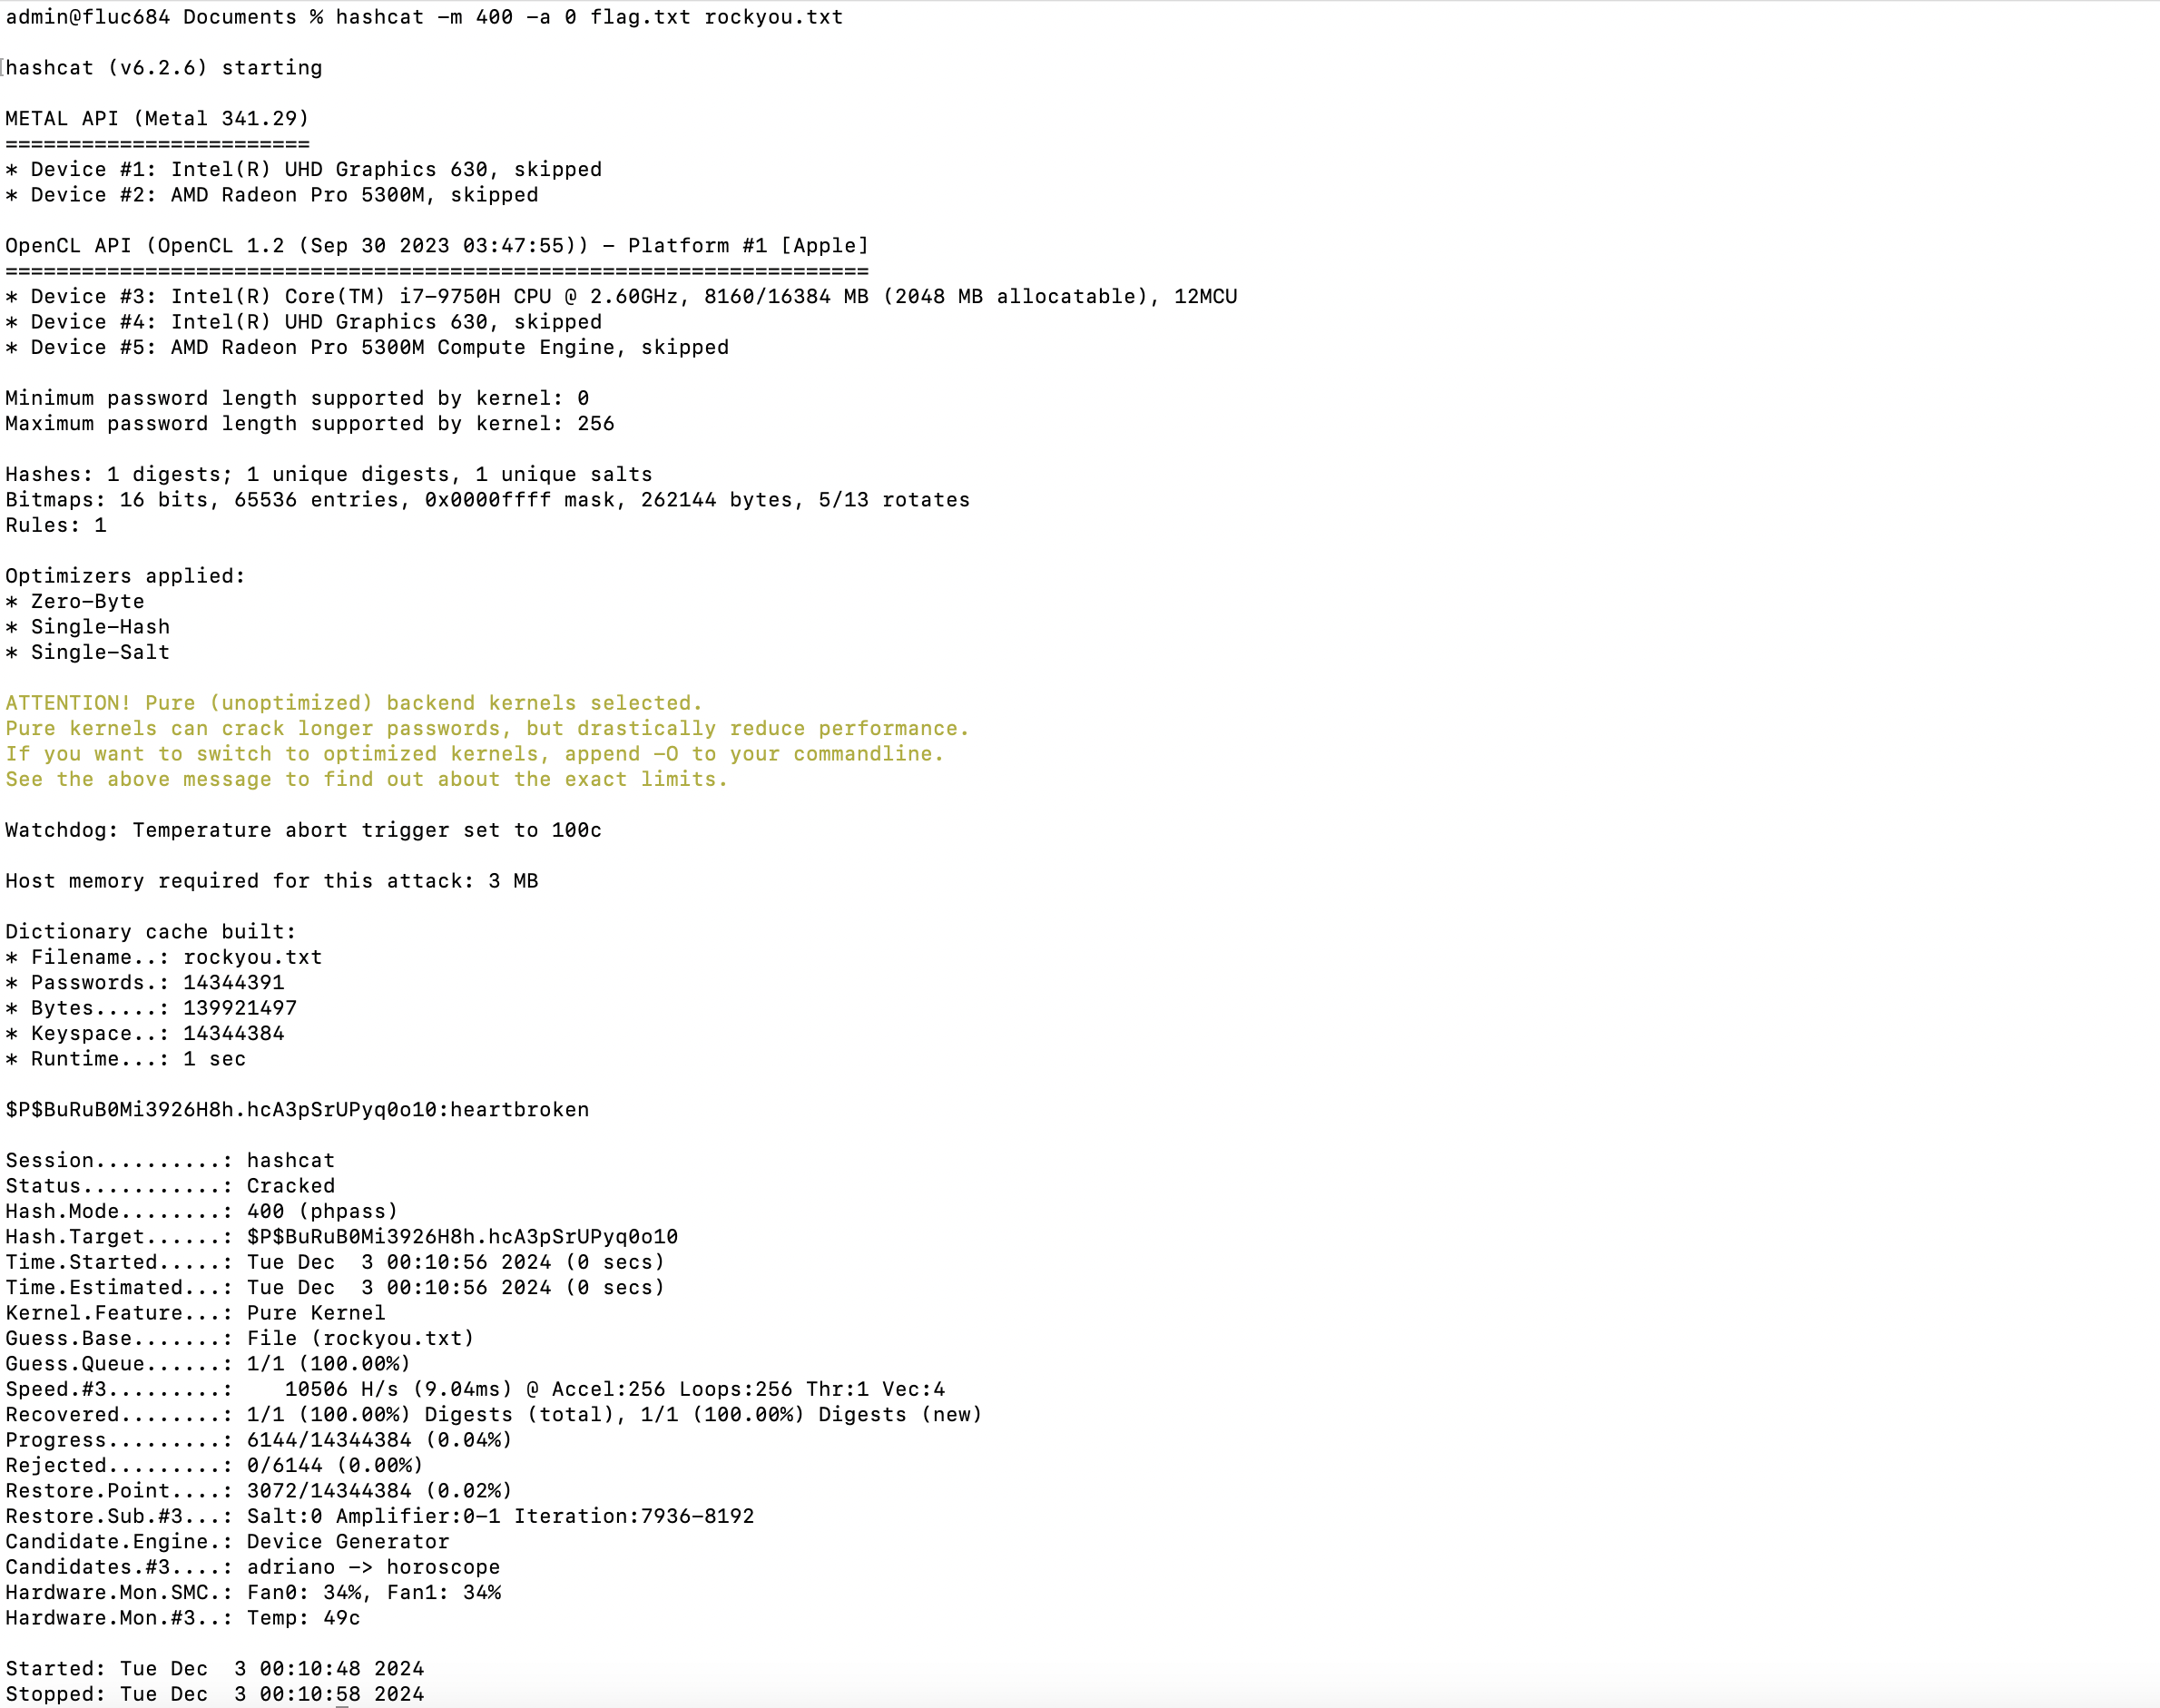 admin@fluc684 Documents % hashcat -m 400 -a 0 flag.txt rockyou.txt
hashcat (v6.2.6) starting
METAL API (Metal 341.29)
========================
* Device #1: Intel(R) UHD Graphics 630, skipped
* Device #2: AMD Radeon Pro 5300M, skipped
OpenCL API (OpenCL 1.2 (Sep 30 2023 03:47:55)) - Platform #1 [Apple]
====================================================================
* Device #3: Intel(R) Core(TM) i7-9750H CPU @ 2.60GHz, 8160/16384 MB (2048 MB allocatable), 12MCU
* Device #4: Intel(R) UHD Graphics 630, skipped
* Device #5: AMD Radeon Pro 5300M Compute Engine, skipped
Minimum password length supported by kernel: 0
Maximum password length supported by kernel: 256
Hashes: 1 digests; 1 unique digests, 1 unique salts
Bitmaps: 16 bits, 65536 entries, 0x0000ffff mask, 262144 bytes, 5/13 rotates
Rules: 1
Optimizers applied:
* Zero-Byte
* Single-Hash
* Single-Salt
ATTENTION! Pure (unoptimized) backend kernels selected.
Pure kernels can crack longer passwords, but drastically reduce performance.
If you want to switch to optimized kernels, append -O to your commandline.
See the above message to find out about the exact limits.
Watchdog: Temperature abort trigger set to 100c
Host memory required for this attack: 3 MB
Dictionary cache built:
* Filename..: rockyou.txt
* Passwords.: 14344391
* Bytes.....: 139921497
* Keyspace..: 14344384
* Runtime...: 1 sec
$P$BuRuB0Mi3926H8h.hcA3pSrUPyq0o10:heartbroken
Session..........: hashcat
Status...........: Cracked
Hash.Mode........: 400 (phpass)
Hash.Target......: $P$BuRuB0Mi3926H8h.hcA3pSrUPyq0o10
Time.Started.....: Tue Dec  3 00:10:56 2024 (0 secs)
Time.Estimated...: Tue Dec  3 00:10:56 2024 (0 secs)
Kernel.Feature...: Pure Kernel
Guess.Base.......: File (rockyou.txt)
Guess.Queue......: 1/1 (100.00%)
Speed.#3.........:    10506 H/s (9.04ms) @ Accel:256 Loops:256 Thr:1 Vec:4
Recovered........: 1/1 (100.00%) Digests (total), 1/1 (100.00%) Digests (new)
Progress.........: 6144/14344384 (0.04%)
Rejected.........: 0/6144 (0.00%)
Restore.Point....: 3072/14344384 (0.02%)
Restore.Sub.#3...: Salt:0 Amplifier:0-1 Iteration:7936-8192
Candidate.Engine.: Device Generator
Candidates.#3....: adriano -> horoscope
Hardware.Mon.SMC.: Fan0: 34%, Fan1: 34%
Hardware.Mon.#3..: Temp: 49c
Started: Tue Dec  3 00:10:48 2024
Stopped: Tue Dec  3 00:10:58 2024